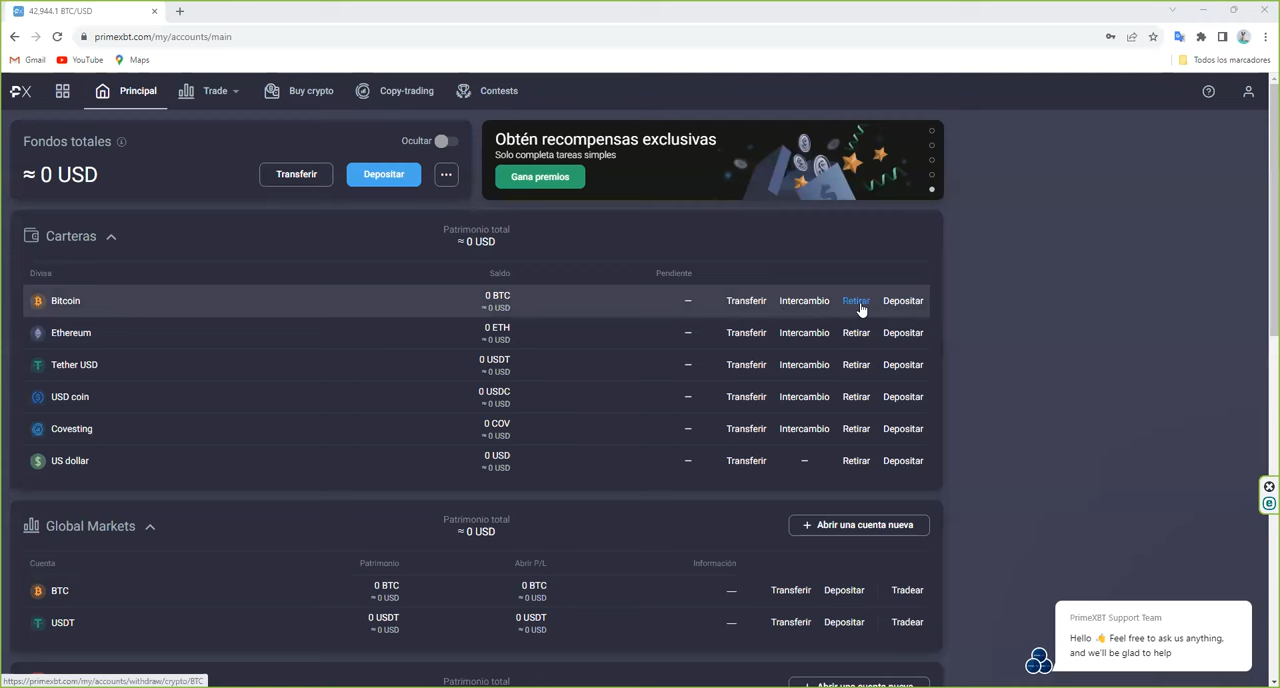 42,944.1 BTC/USD
primexbt.com/my/accounts/main
Gmail YouTube Maps Todos los marcadores
PX Principal Trade Buy crypto Copy-trading Contests
Fondos totales Ocultar
≈ 0 USD Transferir Depositar ...
Obtén recompensas exclusivas
Solo completa tareas simples
Gana premios
Carteras
Patrimonio total
≈ 0 USD
Divisa Saldo Pendiente
Bitcoin 0 BTC – Transferir Intercambio Retirar Depositar
≈ 0 USD
Ethereum 0 ETH – Transferir Intercambio Retirar Depositar
≈ 0 USD
Tether USD 0 USDT – Transferir Intercambio Retirar Depositar
≈ 0 USD
USD coin 0 USDC – Transferir Intercambio Retirar Depositar
≈ 0 USD
Covesting 0 COV – Transferir Intercambio Retirar Depositar
≈ 0 USD
US dollar 0 USD – Transferir – Retirar Depositar
≈ 0 USD
Global Markets
Patrimonio total
≈ 0 USD
+ Abrir una cuenta nueva
Cuenta Patrimonio Abrir P/L Información
BTC 0 BTC 0 BTC — Transferir Depositar Tradear
≈ 0 USD ≈ 0 USD
USDT 0 USDT 0 USDT — Transferir Depositar Tradear
≈ 0 USD ≈ 0 USD
Patrimonio total
+ Abrir una cuenta nueva
PrimeXBT Support Team
Hello 👋 Feel free to ask us anything,
and we'll be glad to help
https://primexbt.com/my/accounts/withdraw/crypto/BTC